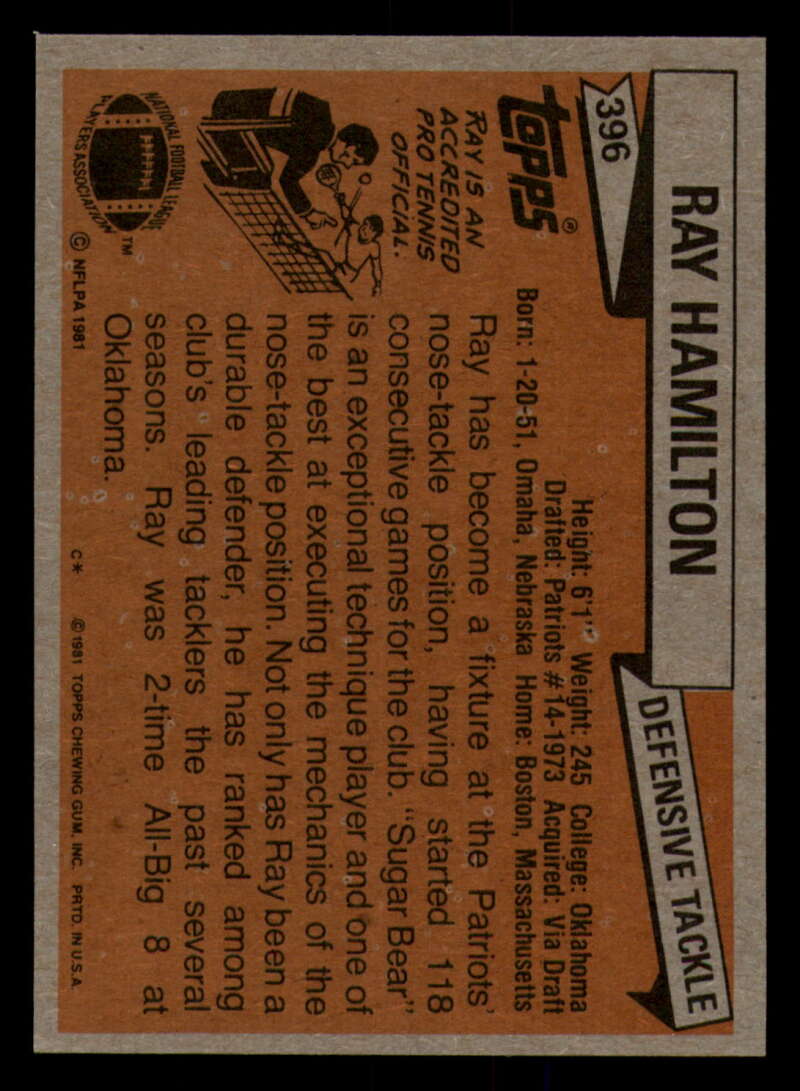 396
RAY HAMILTON
DEFENSIVE TACKLE
topps®
Height: 6'1" Weight: 245 College: Oklahoma
Drafted: Patriots #14-1973 Acquired: Via Draft
Born: 1-20-51, Omaha, Nebraska Home: Boston, Massachusetts
RAY IS AN
ACCREDITED
PRO TENNIS
OFFICIAL.
Ray has become a fixture at the Patriots'
nose-tackle position, having started 118
consecutive games for the club. "Sugar Bear"
is an exceptional technique player and one of
the best at executing the mechanics of the
nose-tackle position. Not only has Ray been a
durable defender, he has ranked among
club's leading tacklers the past several
seasons. Ray was 2-time All-Big 8 at
Oklahoma.
NATIONAL FOOTBALL LEAGUE
PLAYERS ASSOCIATION
TM
© NFLPA 1981
C* © 1981 TOPPS CHEWING GUM, INC. PRTD. IN U.S.A.